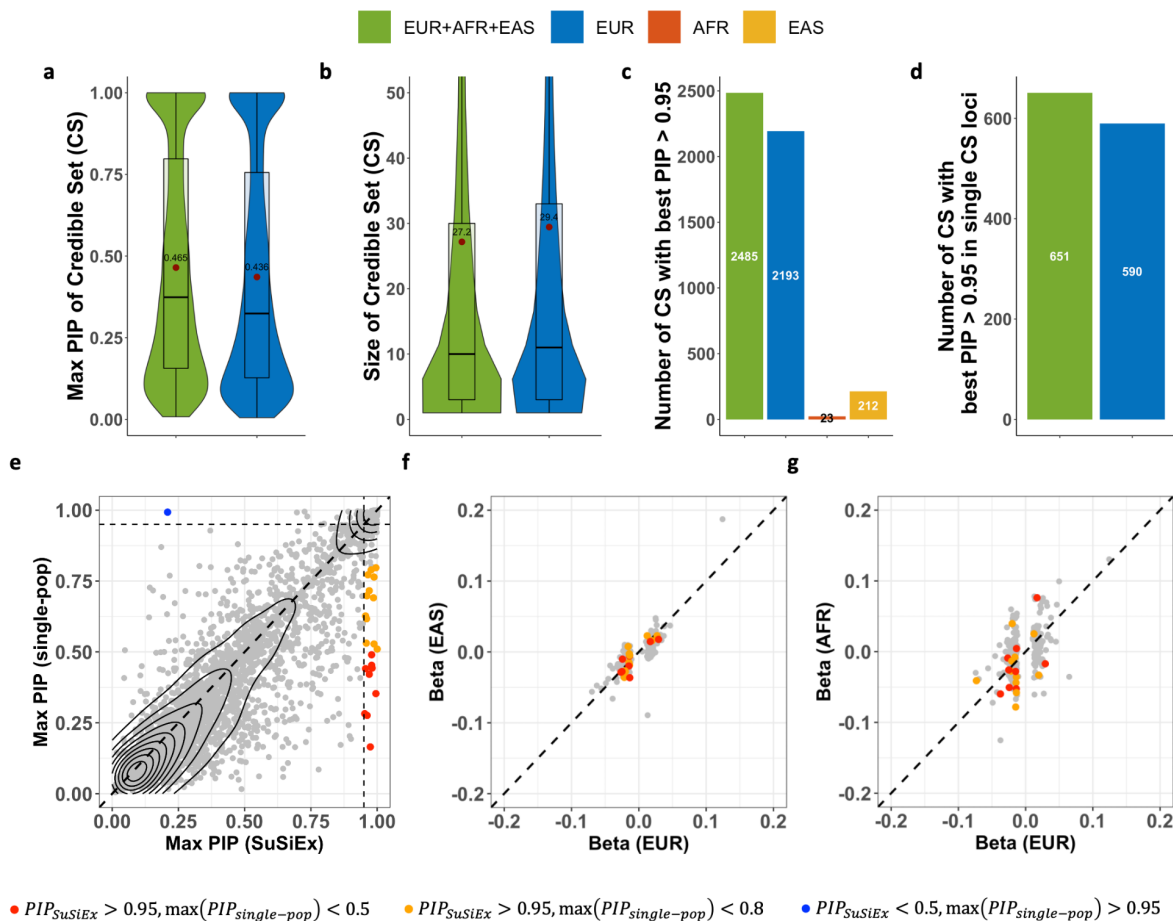 EUR+AFR+EAS EUR AFR EAS
a
Max PIP of Credible Set (CS)
1.00
0.75
0.50
0.25
0.00
0.465
0.436
b
Size of Credible Set (CS)
50
40
30
20
10
0
27.2
29.4
c
Number of CS with best PIP > 0.95
2500
2000
1500
1000
500
0
2485
2193
23
212
d
Number of CS with
best PIP > 0.95 in single CS loci
600
400
200
0
651
590
e
Max PIP (single-pop)
1.00
0.75
0.50
0.25
0.00
0.00 0.25 0.50 0.75 1.00
Max PIP (SuSiEx)
f
Beta (EAS)
0.2
0.1
0.0
-0.1
-0.2
-0.2 -0.1 0.0 0.1 0.2
Beta (EUR)
g
Beta (AFR)
0.2
0.1
0.0
-0.1
-0.2
-0.2 -0.1 0.0 0.1 0.2
Beta (EUR)
PIP_SuSiEx > 0.95, max(PIP_single−pop) < 0.5
PIP_SuSiEx > 0.95, max(PIP_single−pop) < 0.8
PIP_SuSiEx < 0.5, max(PIP_single−pop) > 0.95